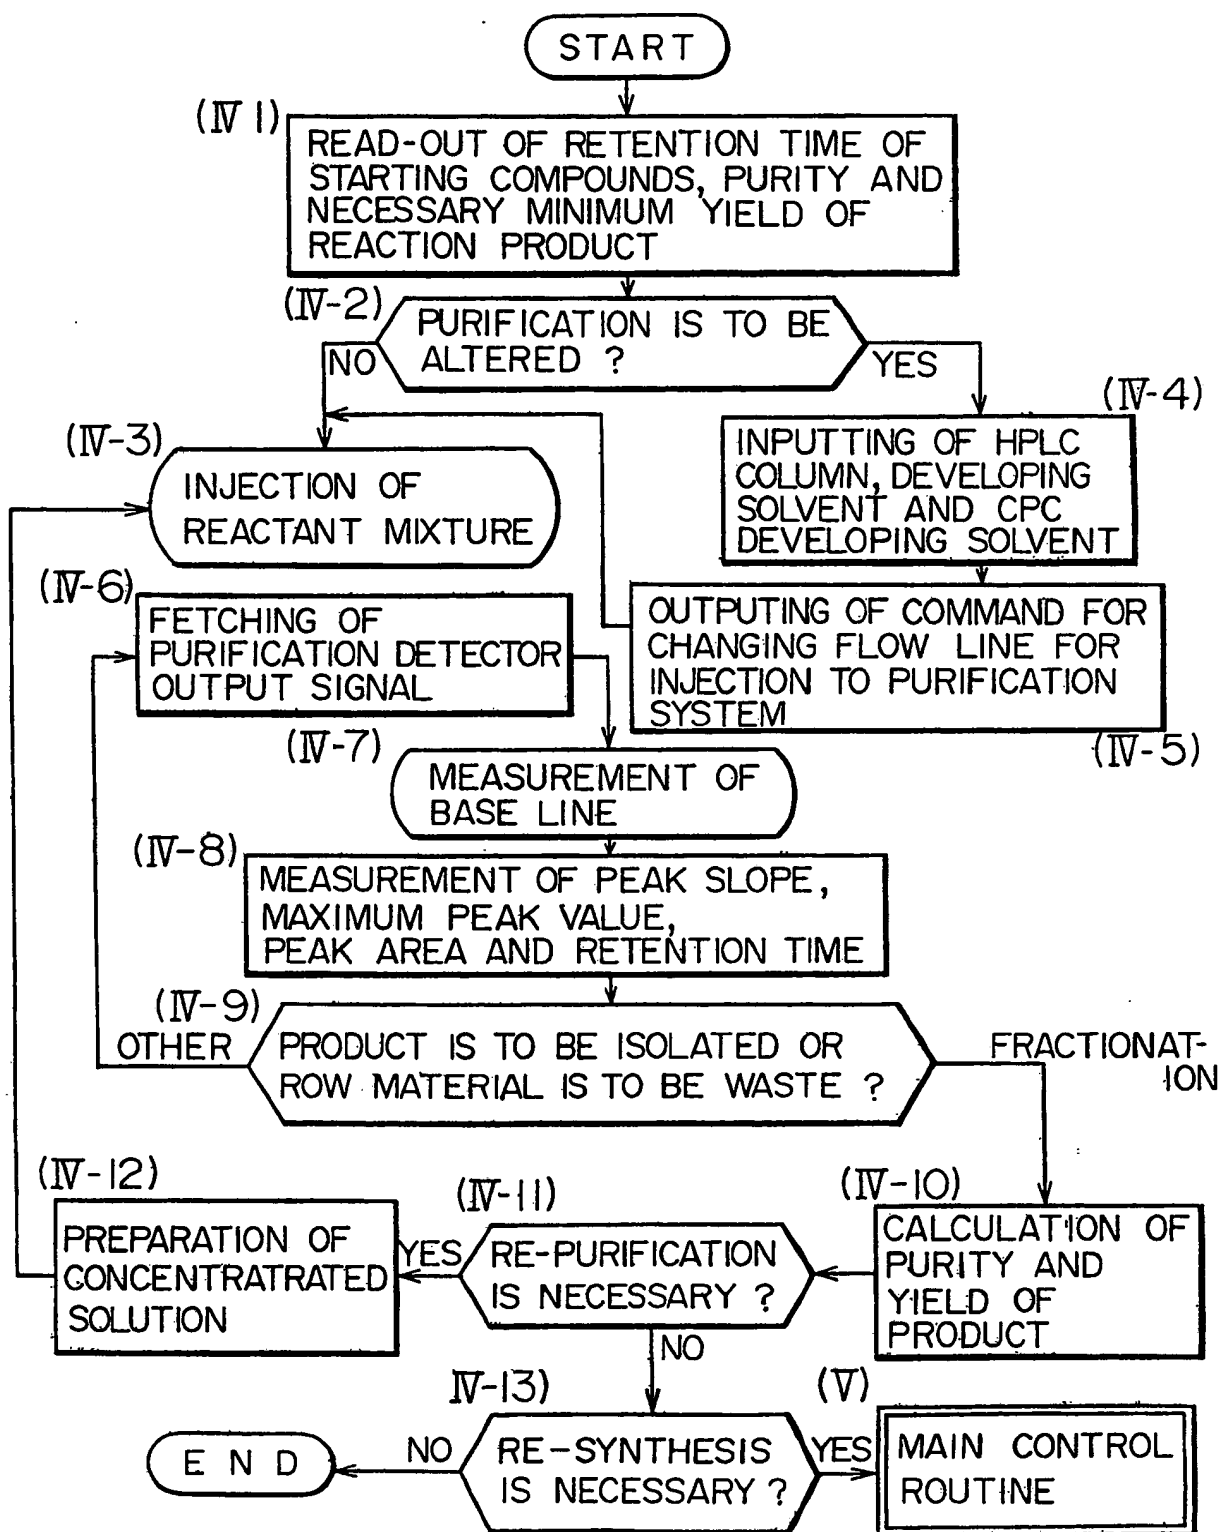 START
(IV 1)
READ-OUT OF RETENTION TIME OF
STARTING COMPOUNDS, PURITY AND
NECESSARY MINIMUM YIELD OF
REACTION PRODUCT
(IV-2)
PURIFICATION IS TO BE
ALTERED ?
NO
YES
(IV-3)
INJECTION OF
REACTANT MIXTURE
(IV-4)
INPUTTING OF HPLC
COLUMN, DEVELOPING
SOLVENT AND CPC
DEVELOPING SOLVENT
(IV-6)
FETCHING OF
PURIFICATION DETECTOR
OUTPUT SIGNAL
OUTPUTING OF COMMAND FOR
CHANGING FLOW LINE FOR
INJECTION TO PURIFICATION
SYSTEM
(IV-5)
(IV-7)
MEASUREMENT OF
BASE LINE
(IV-8)
MEASUREMENT OF PEAK SLOPE,
MAXIMUM PEAK VALUE,
PEAK AREA AND RETENTION TIME
(IV-9)
OTHER
PRODUCT IS TO BE ISOLATED OR
ROW MATERIAL IS TO BE WASTE ?
FRACTIONAT-
ION
(IV-12)
PREPARATION OF
CONCENTRATRATED
SOLUTION
(IV-11)
YES
RE-PURIFICATION
IS NECESSARY ?
NO
(IV-10)
CALCULATION OF
PURITY AND
YIELD OF
PRODUCT
IV-13)
RE-SYNTHESIS
IS NECESSARY ?
NO
YES
END
(V)
MAIN CONTROL
ROUTINE